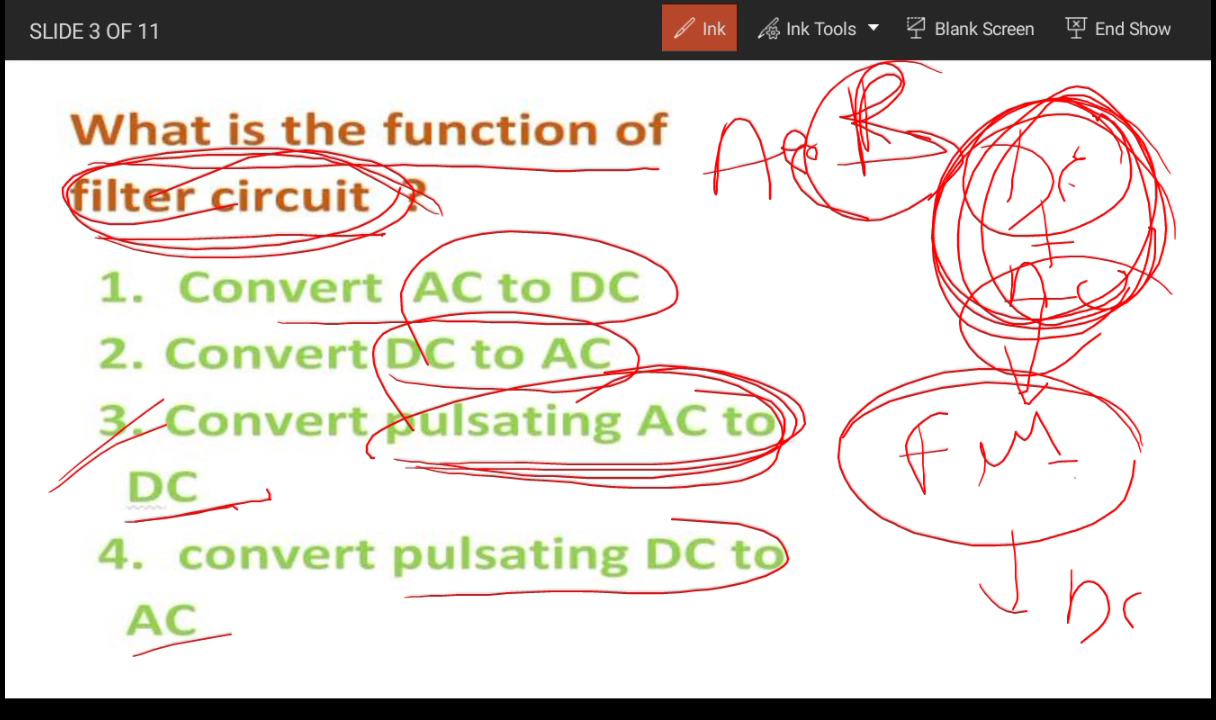 SLIDE 3 OF 11 Ink Ink Tools Blank Screen End Show
What is the function of
filter circuit ?
1. Convert AC to DC
2. Convert DC to AC
3. Convert pulsating AC to
DC
4. convert pulsating DC to
AC
DC
AC
DC